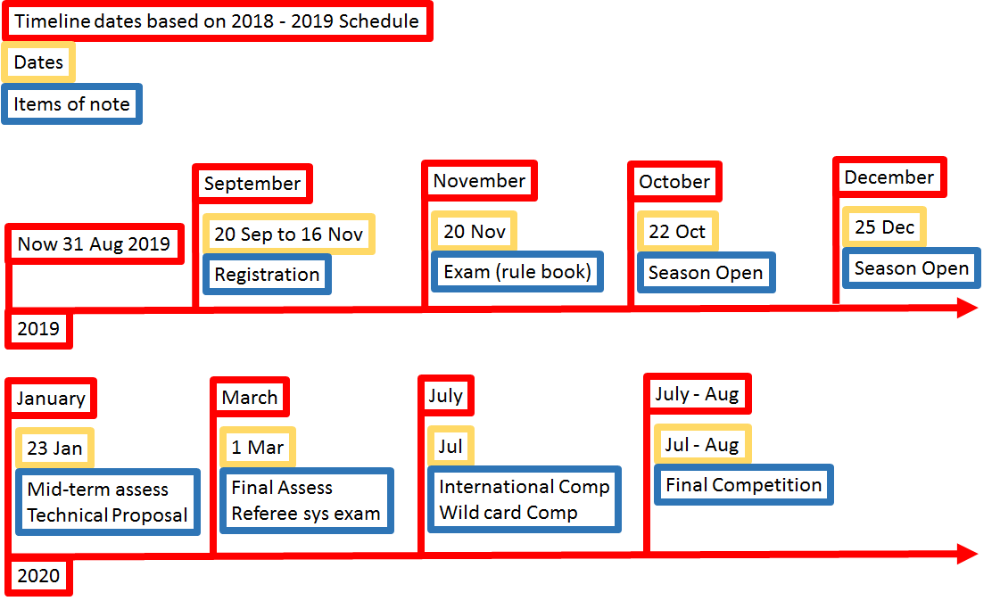 Timeline dates based on 2018 - 2019 Schedule
Dates
Items of note
Now 31 Aug 2019
September
20 Sep to 16 Nov
Registration
November
20 Nov
Exam (rule book)
October
22 Oct
Season Open
December
25 Dec
Season Open
2019
January
23 Jan
Mid-term assess
Technical Proposal
March
1 Mar
Final Assess
Referee sys exam
July
Jul
International Comp
Wild card Comp
July - Aug
Jul - Aug
Final Competition
2020